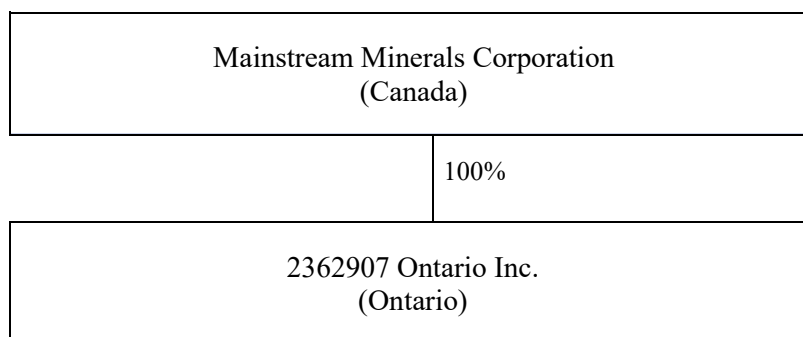 Mainstream Minerals Corporation
(Canada)
100%
2362907 Ontario Inc.
(Ontario)